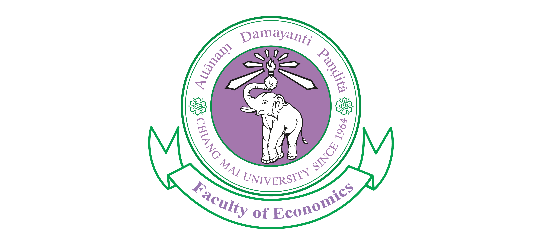 Attānaṃ Damayanti Paṇḍitā
CHIANG MAI UNIVERSITY SINCE 1964
Faculty of Economics